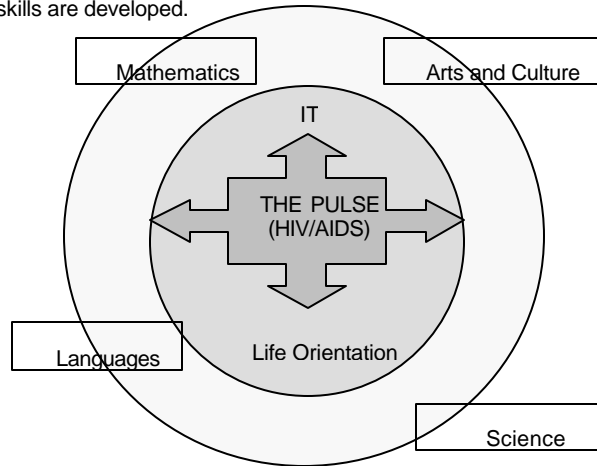 skills are developed.
Mathematics
Arts and Culture
IT
THE PULSE
(HIV/AIDS)
Languages
Life Orientation
Science